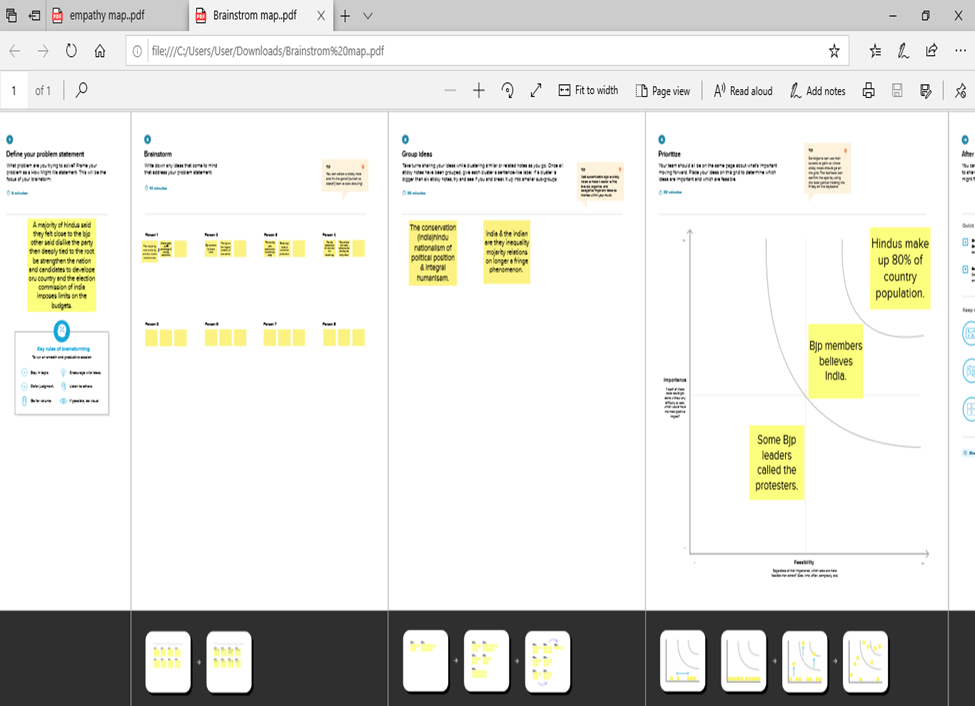 empathy map..pdf
Brainstrom map..pdf
file:///C:/Users/User/Downloads/Brainstrom%20map..pdf
1 of 1
Fit to width
Page view
Read aloud
Add notes
Define your problem statement
What problem are you trying to solve? Frame your
problem as a How Might We statement. This will be the
focus of your brainstorm.
5 minutes
A majority of hindus said
they felt close to the bjp
other said dislike the party
then deeply tied to the root
be strengthen the nation
and candidates to develope
oru country and the election
commission of india
imposes limits on the
budgets.
Key rules of brainstorming
To run an smooth and productive session
Stay in topic.
Encourage wild ideas.
Defer judgment.
Listen to others.
Go for volume.
If possible, be visual.
Brainstorm
Write down any ideas that come to mind
that address your problem statement.
10 minutes
TIP
Person 1
Person 2
Person 3
Person 4
Person 5
Person 6
Person 7
Person 8
Group ideas
Take turns sharing your ideas while clustering similar or related notes as you go. Once all
sticky notes have been grouped, give each cluster a sentence-like label. If a cluster is
bigger than six sticky notes, try and see if you and break it up into smaller sub-groups.
20 minutes
TIP
The conservation
(india)hindu
nationalism of
political position
& integral
humanisam.
India & the indian
are they inequality
majority relations
on longer a fringe
phenomenon.
Prioritize
Your team should all be on the same page about what's important
moving forward. Place your ideas on this grid to determine which
ideas are important and which are feasible.
20 minutes
TIP
Hindus make
up 80% of
country
population.
Bjp members
believes
India.
Some Bjp
leaders
called the
protesters.
Importance
Feasibility
After